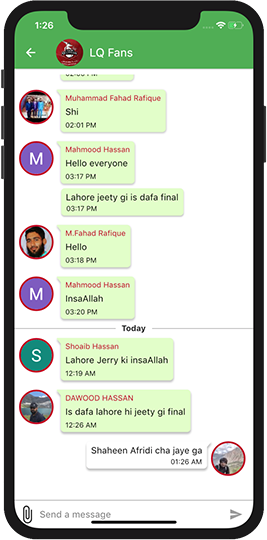 1:26
LQ Fans
Muhammad Fahad Rafique
Shi
02:01 PM
M
Mahmood Hassan
Hello everyone
03:17 PM
Lahore jeety gi is dafa final
03:17 PM
M.Fahad Rafique
Hello
03:18 PM
M
Mahmood Hassan
InsaAllah
03:20 PM
Today
S
Shoaib Hassan
Lahore Jerry ki insaAllah
12:19 AM
DAWOOD HASSAN
Is dafa lahore hi jeety gi final
12:26 AM
Shaheen Afridi cha jaye ga
01:26 AM
Send a message